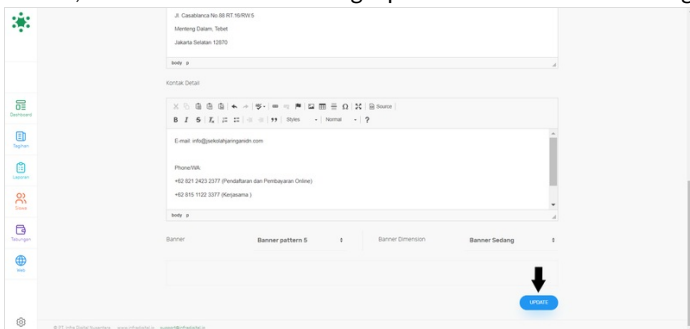 Jl. Casablanca No.88 RT.16/RW.5
Menteng Dalam, Tebet
Jakarta Selatan 12870
body p
Kontak Detail
Source
B I S Styles Normal ?
E-mail: info@jsekolahjaringanidn.com
Phone/WA:
+62 821 2423 2377 (Pendaftaran dan Pembayaran Online)
+62 815 1122 3377 (Kerjasama )
body p
Banner
Banner pattern 5
Banner Dimension
Banner Sedang
UPDATE
Dashboard
Tagihan
Laporan
Siswa
Tabungan
Web